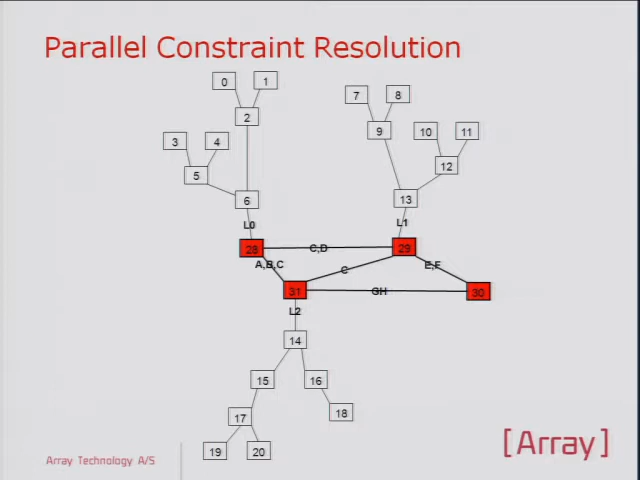 Parallel Constraint Resolution
0 1
7 8
2
9 10 11
3 4
12
5
6 13
L0 L1
28 C,D 29
A,B,C C E,F
31 GH 30
L2
14
15 16
17 18
19 20
Array Technology A/S
[Array]